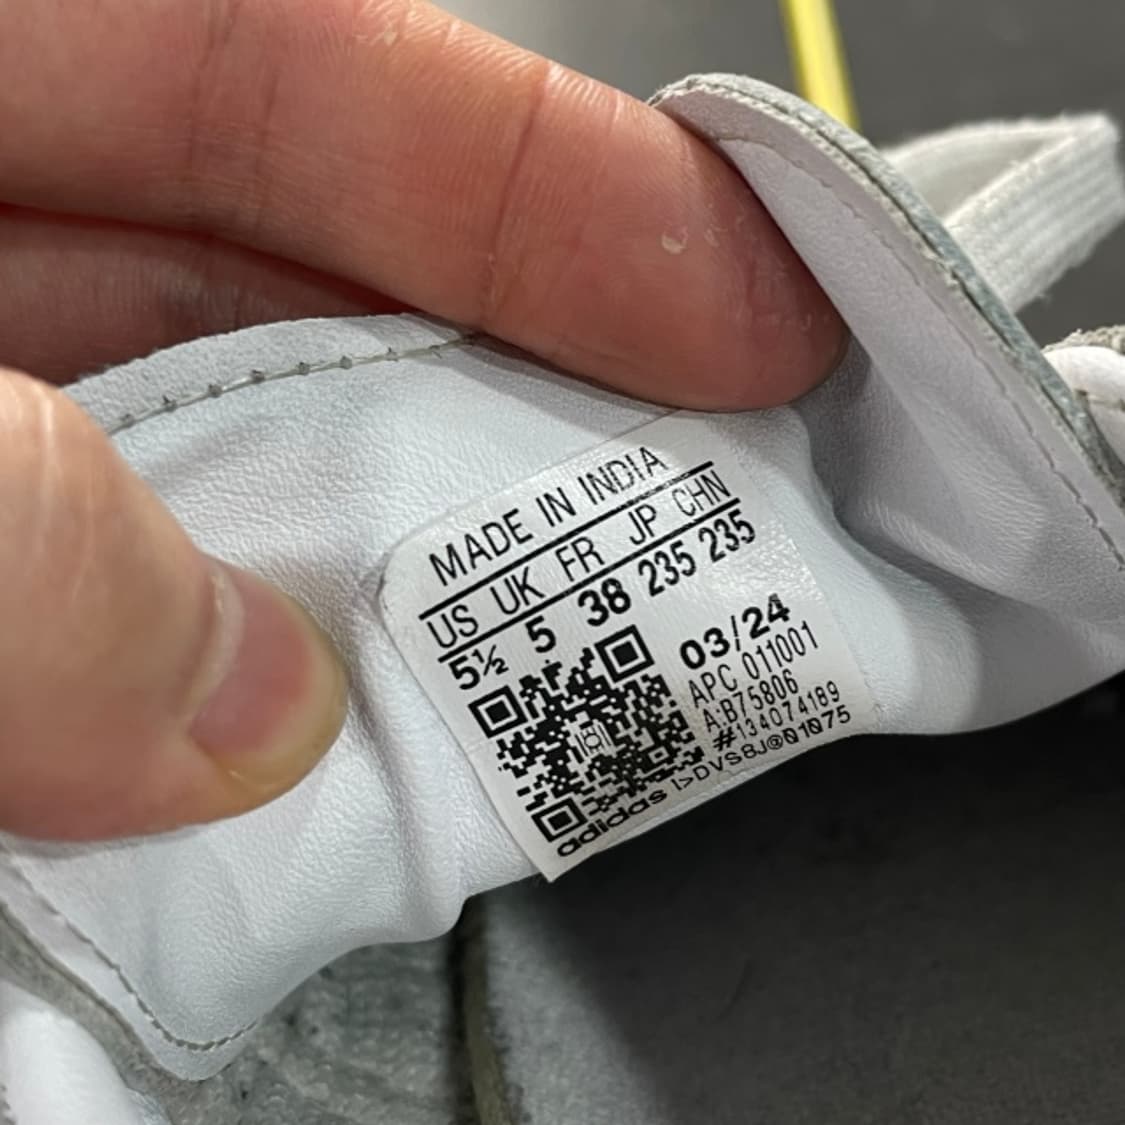 MADE IN INDIA
US UK FR JP CHN
5½ 5 38 235 235
03/24
APC 011001
A:B75806
#134074189
adidas |>DVS8J@01075